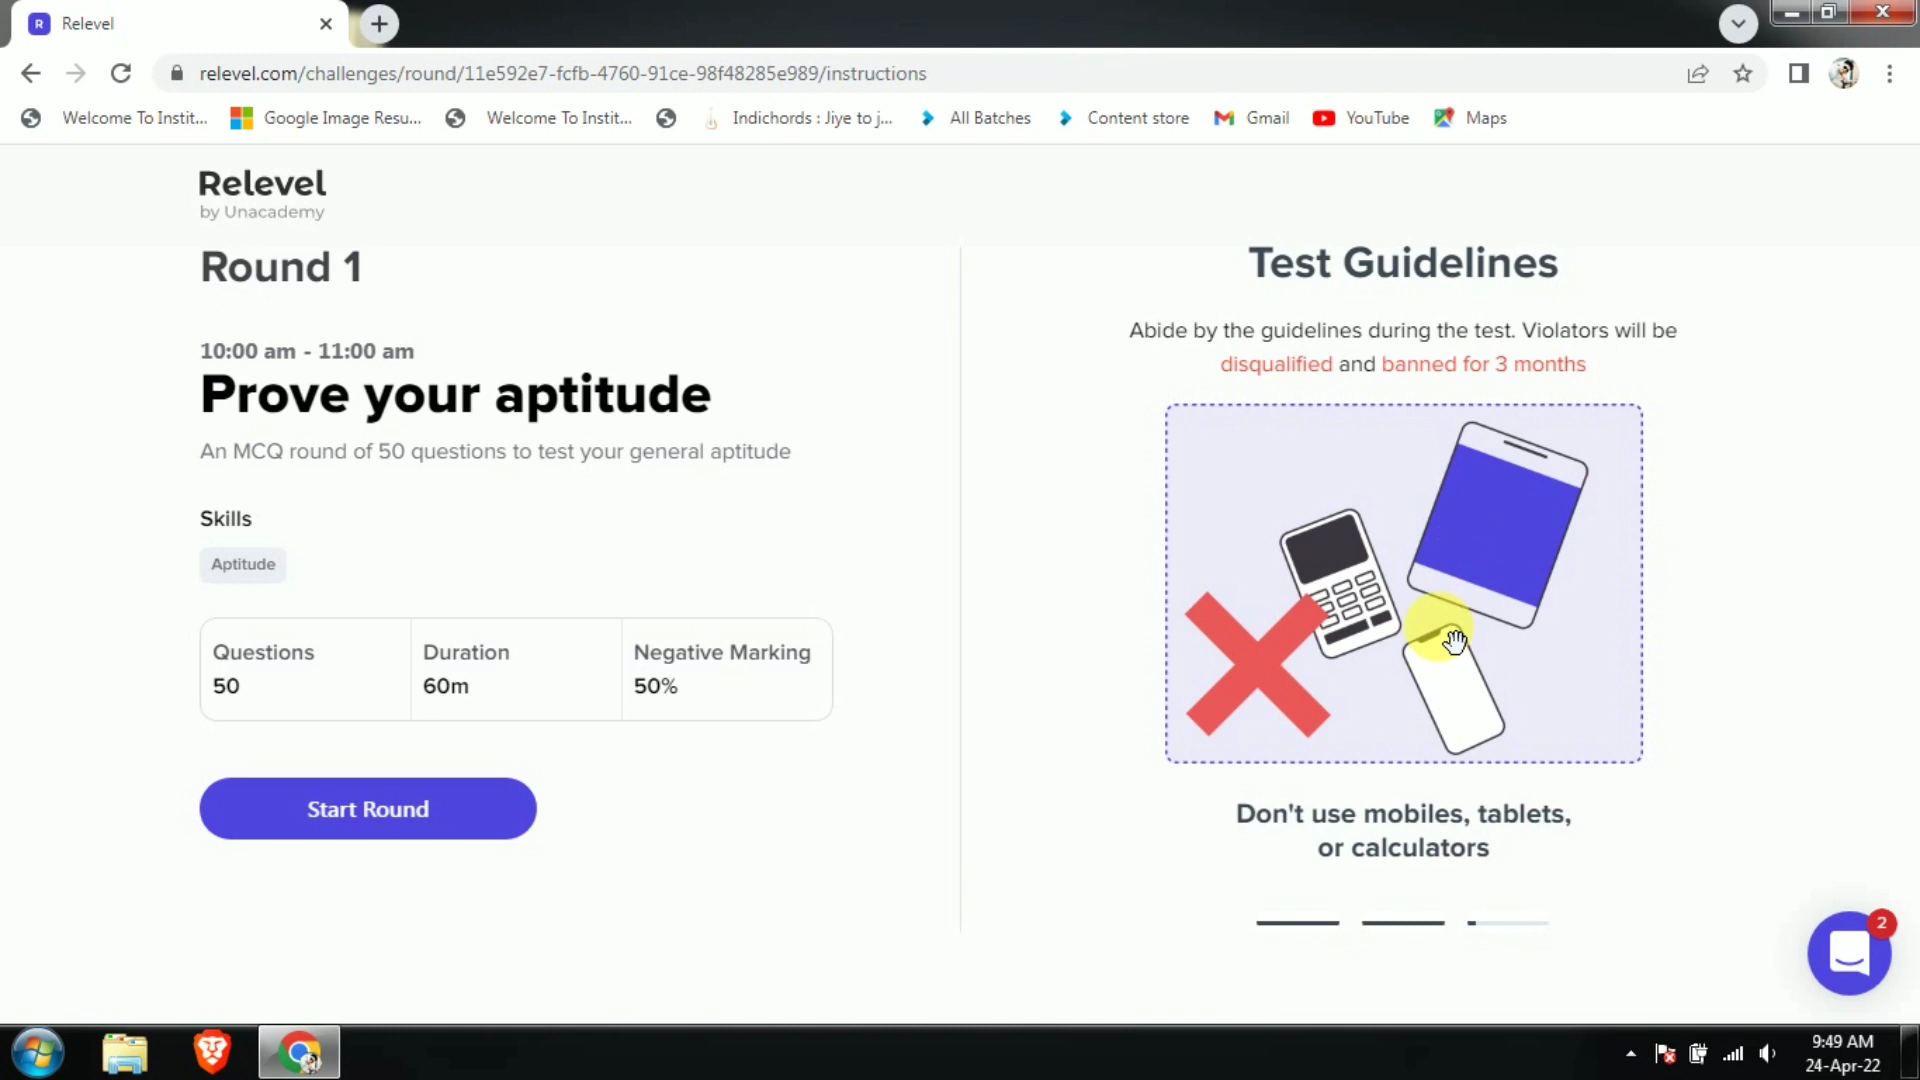 R Relevel
relevel.com/challenges/round/11e592e7-fcfb-4760-91ce-98f48285e989/instructions
Welcome To Instit... Google Image Resu... Welcome To Instit... Indichords : Jiye to j... All Batches Content store Gmail YouTube Maps
Relevel
by Unacademy
Round 1
10:00 am - 11:00 am
Prove your aptitude
An MCQ round of 50 questions to test your general aptitude
Skills
Aptitude
Questions Duration Negative Marking
50 60m 50%
Start Round
Test Guidelines
Abide by the guidelines during the test. Violators will be
disqualified and banned for 3 months
Don't use mobiles, tablets,
or calculators
2
9:49 AM
24-Apr-22